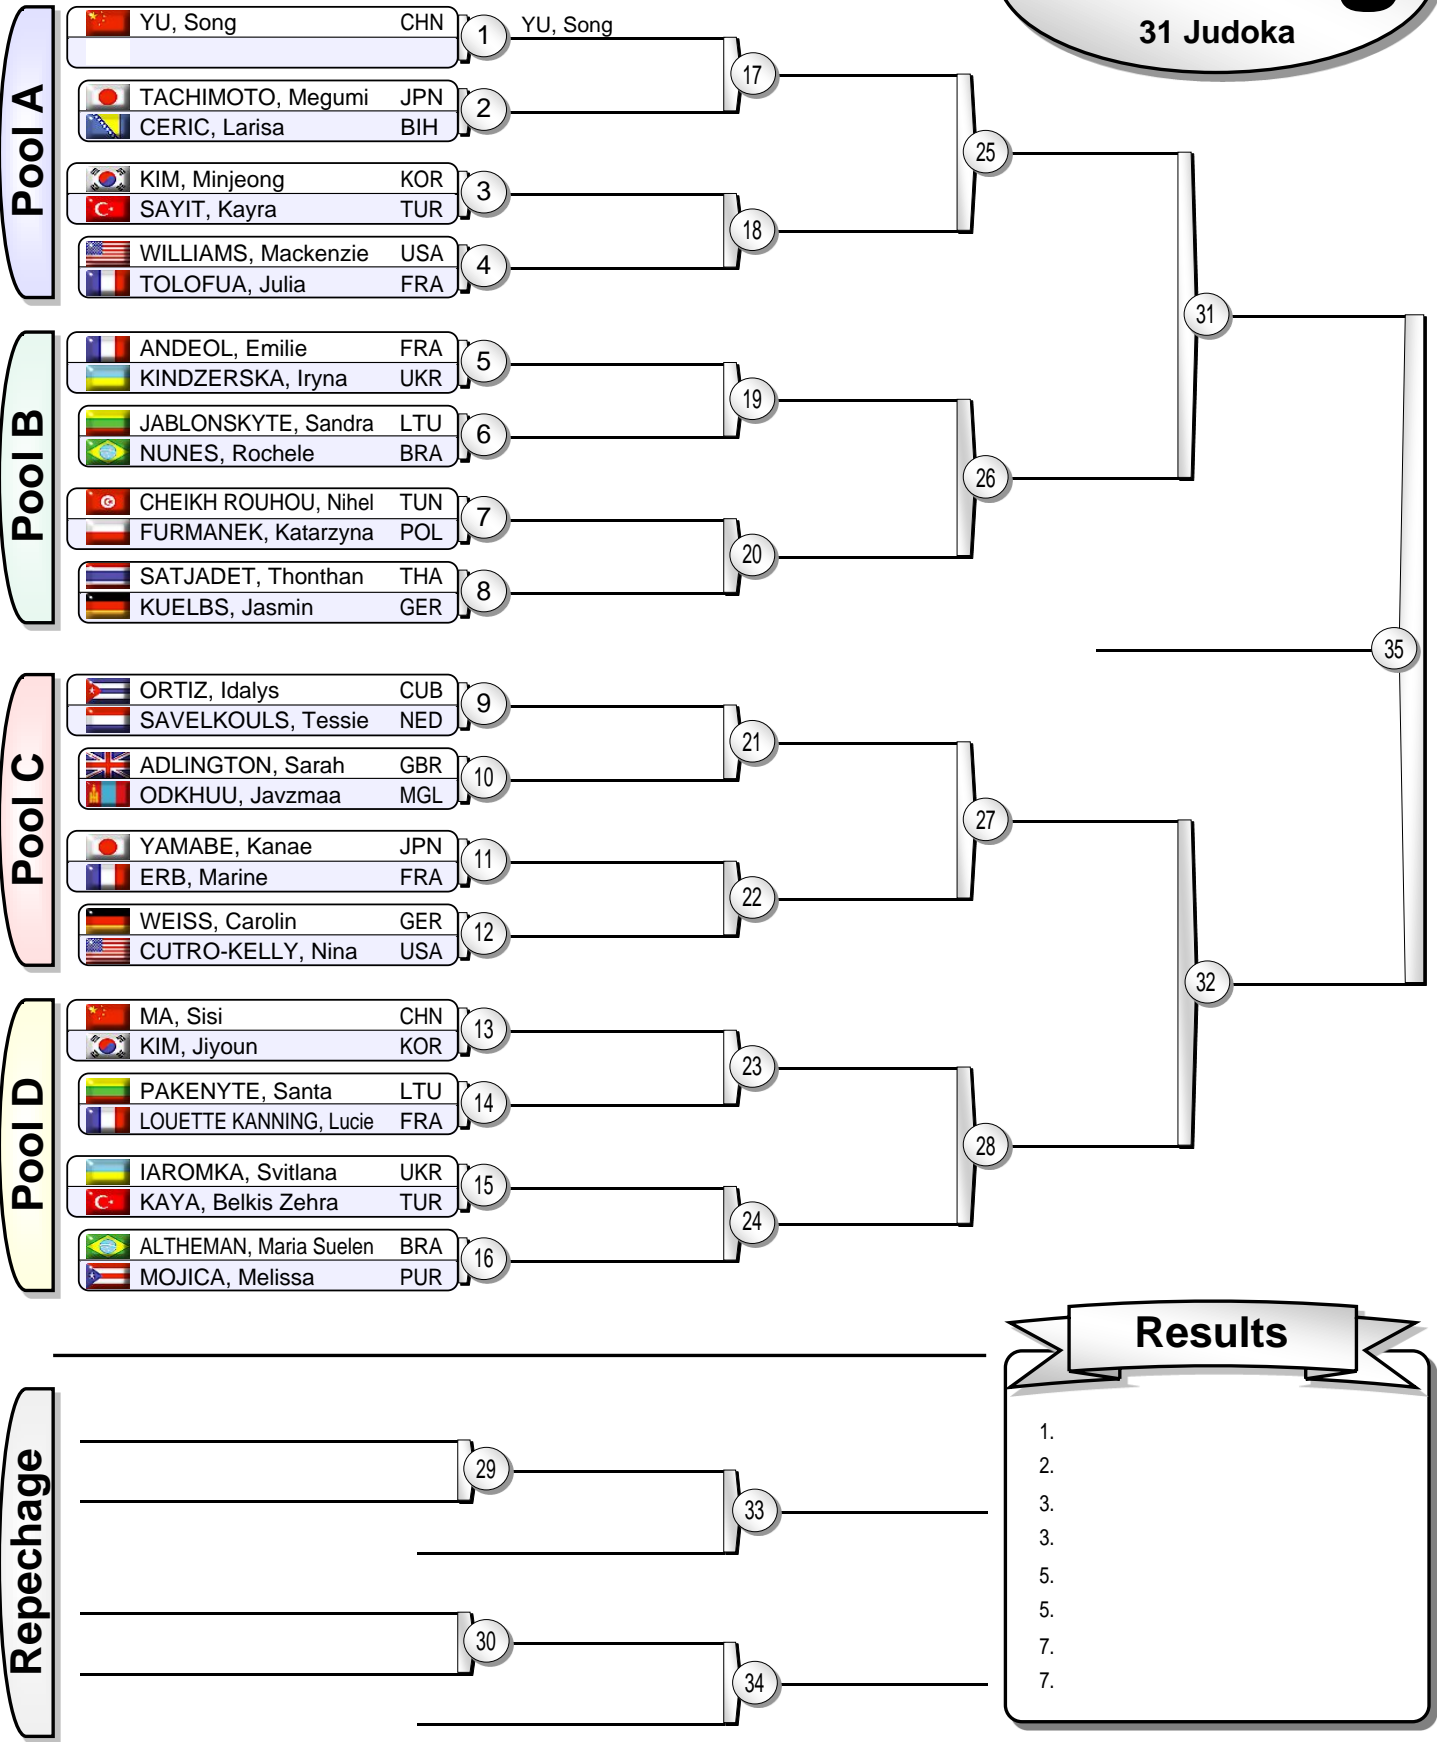 31 Judoka
Pool A
YU, Song CHN
1
YU, Song
17
TACHIMOTO, Megumi JPN
CERIC, Larisa BIH
2
25
KIM, Minjeong KOR
SAYIT, Kayra TUR
3
18
WILLIAMS, Mackenzie USA
TOLOFUA, Julia FRA
4
31
Pool B
ANDEOL, Emilie FRA
KINDZERSKA, Iryna UKR
5
19
JABLONSKYTE, Sandra LTU
NUNES, Rochele BRA
6
26
CHEIKH ROUHOU, Nihel TUN
FURMANEK, Katarzyna POL
7
20
SATJADET, Thonthan THA
KUELBS, Jasmin GER
8
35
Pool C
ORTIZ, Idalys CUB
SAVELKOULS, Tessie NED
9
21
ADLINGTON, Sarah GBR
ODKHUU, Javzmaa MGL
10
27
YAMABE, Kanae JPN
ERB, Marine FRA
11
22
WEISS, Carolin GER
CUTRO-KELLY, Nina USA
12
32
Pool D
MA, Sisi CHN
KIM, Jiyoun KOR
13
23
PAKENYTE, Santa LTU
LOUETTE KANNING, Lucie FRA
14
28
IAROMKA, Svitlana UKR
KAYA, Belkis Zehra TUR
15
24
ALTHEMAN, Maria Suelen BRA
MOJICA, Melissa PUR
16
Repechage
29
33
30
34
Results
1.
2.
3.
3.
5.
5.
7.
7.